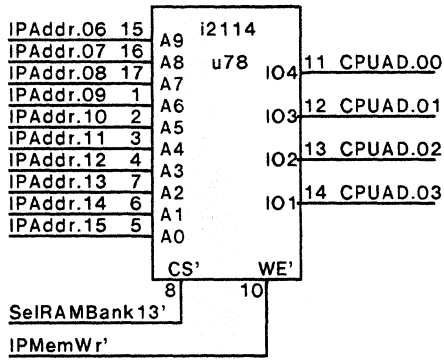 IPAddr.06 15 A9 i2114
IPAddr.07 16 A8 u78 IO4 11 CPUAD.00
IPAddr.08 17 A7
IPAddr.09 1 A6 IO3 12 CPUAD.01
IPAddr.10 2 A5
IPAddr.11 3 A4 IO2 13 CPUAD.02
IPAddr.12 4 A3
IPAddr.13 7 A2 IO1 14 CPUAD.03
IPAddr.14 6 A1
IPAddr.15 5 A0
CS' WE'
8 10
SelRAMBank13'
IPMemWr'